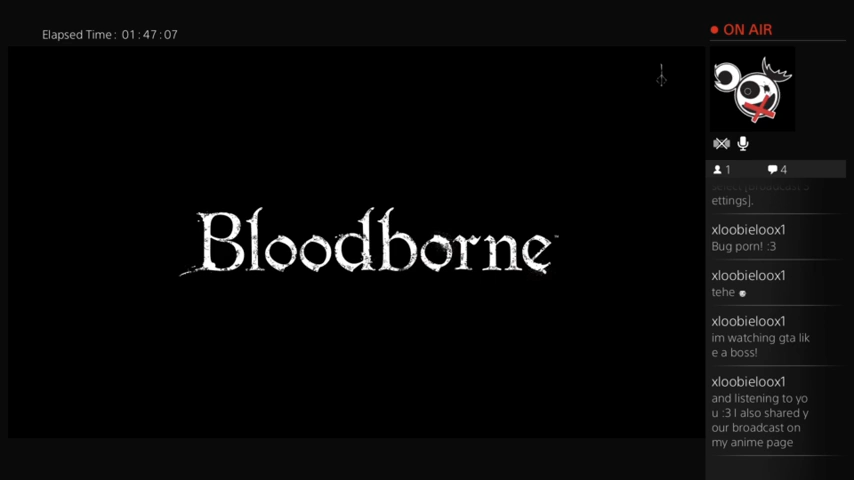 Elapsed Time: 01:47:07
ON AIR
Bloodborne™
1
4
ettings].
xloobieloox1
Bug porn! :3
xloobieloox1
tehe
xloobieloox1
im watching gta lik
e a boss!
xloobieloox1
and listening to yo
u :3 I also shared y
our broadcast on
my anime page